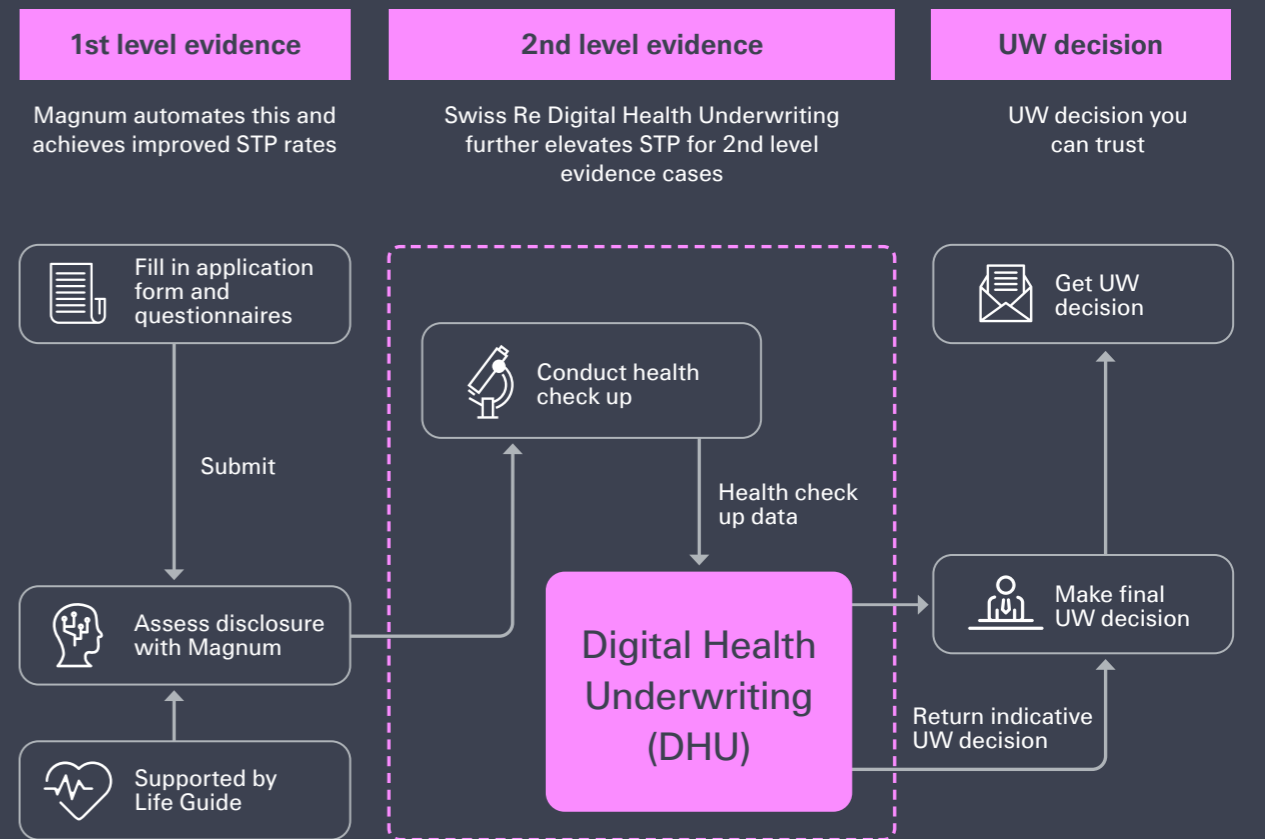 1st level evidence
2nd level evidence
UW decision
Magnum automates this and
achieves improved STP rates
Swiss Re Digital Health Underwriting
further elevates STP for 2nd level
evidence cases
UW decision you
can trust
Fill in application
form and
questionnaires
Submit
Assess disclosure
with Magnum
Supported by
Life Guide
Conduct health
check up
Health check
up data
Digital Health
Underwriting
(DHU)
Get UW
decision
Make final
UW decision
Return indicative
UW decision